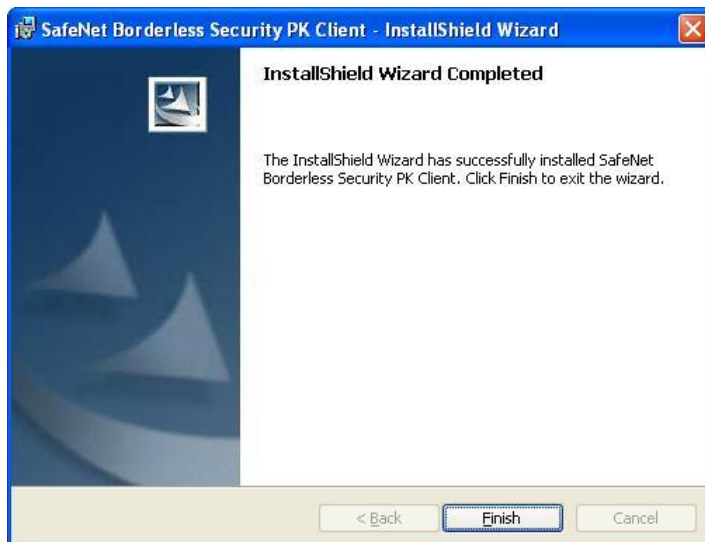 SafeNet Borderless Security PK Client - InstallShield Wizard
InstallShield Wizard Completed
The InstallShield Wizard has successfully installed SafeNet
Borderless Security PK Client. Click Finish to exit the wizard.
< Back
Finish
Cancel